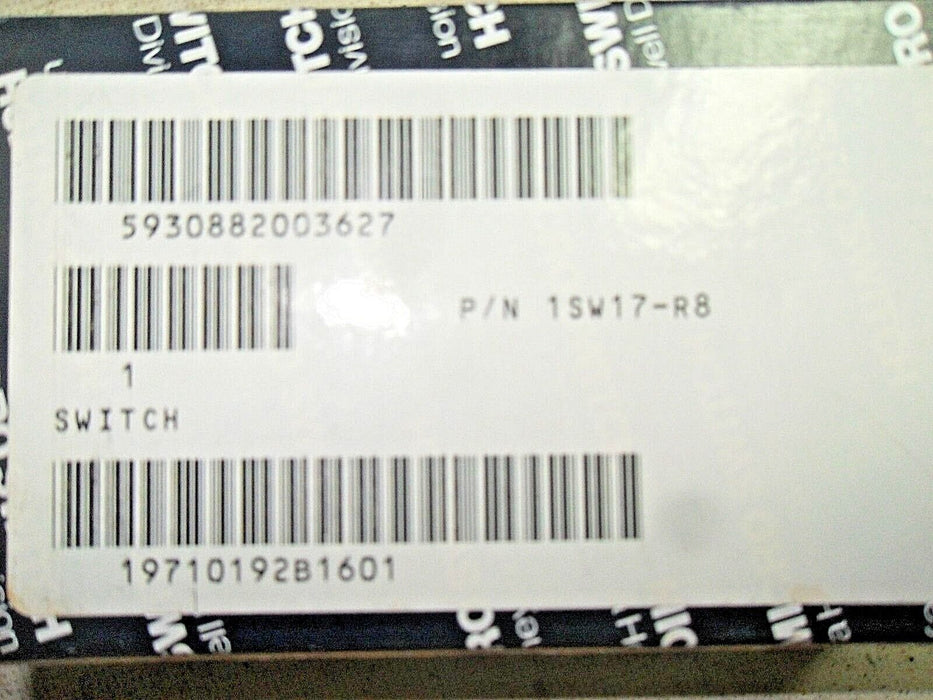 5930882003627
P/N 1SW17-R8
1
SWITCH
19710192B1601